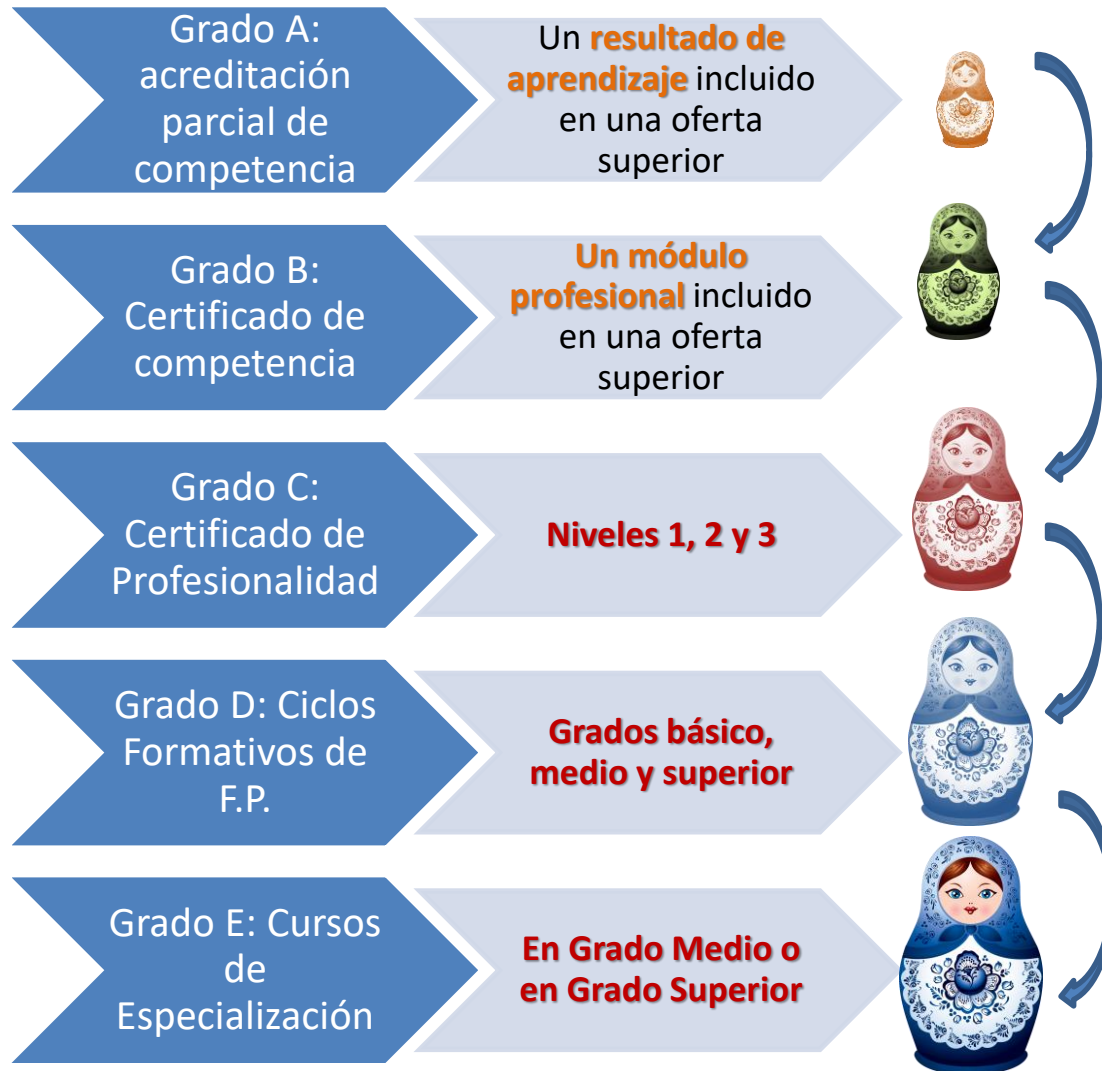 Grado A:
acreditación
parcial de
competencia
Un resultado de
aprendizaje incluido
en una oferta
superior
Grado B:
Certificado de
competencia
Un módulo
profesional incluido
en una oferta
superior
Grado C:
Certificado de
Profesionalidad
Niveles 1, 2 y 3
Grado D: Ciclos
Formativos de
F.P.
Grados básico,
medio y superior
Grado E: Cursos
de
Especialización
En Grado Medio o
en Grado Superior